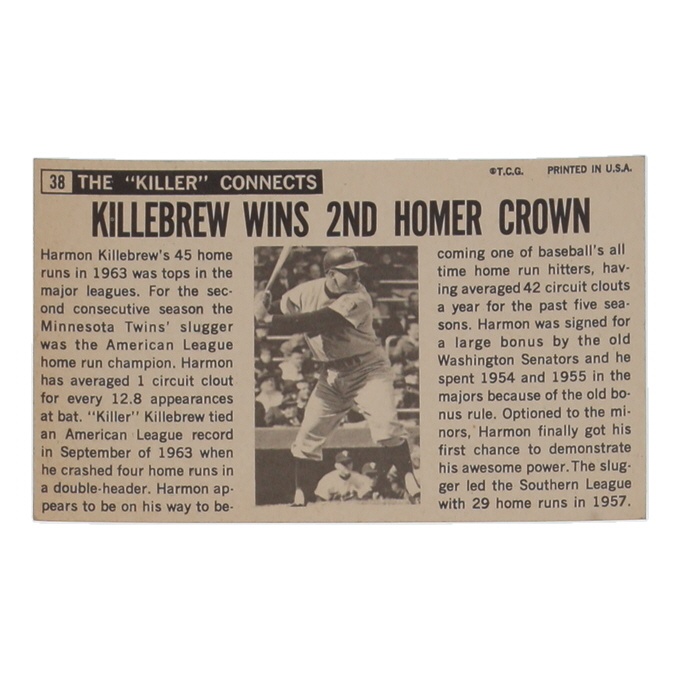 38 THE "KILLER" CONNECTS
©T.C.G. PRINTED IN U.S.A.
KILLEBREW WINS 2ND HOMER CROWN
Harmon Killebrew's 45 home
runs in 1963 was tops in the
major leagues. For the sec-
ond consecutive season the
Minnesota Twins' slugger
was the American League
home run champion. Harmon
has averaged 1 circuit clout
for every 12.8 appearances
at bat. "Killer" Killebrew tied
an American League record
in September of 1963 when
he crashed four home runs in
a double-header. Harmon ap-
pears to be on his way to be-
coming one of baseball's all
time home run hitters, hav-
ing averaged 42 circuit clouts
a year for the past five sea-
sons. Harmon was signed for
a large bonus by the old
Washington Senators and he
spent 1954 and 1955 in the
majors because of the old bo-
nus rule. Optioned to the mi-
nors, Harmon finally got his
first chance to demonstrate
his awesome power. The slug-
ger led the Southern League
with 29 home runs in 1957.